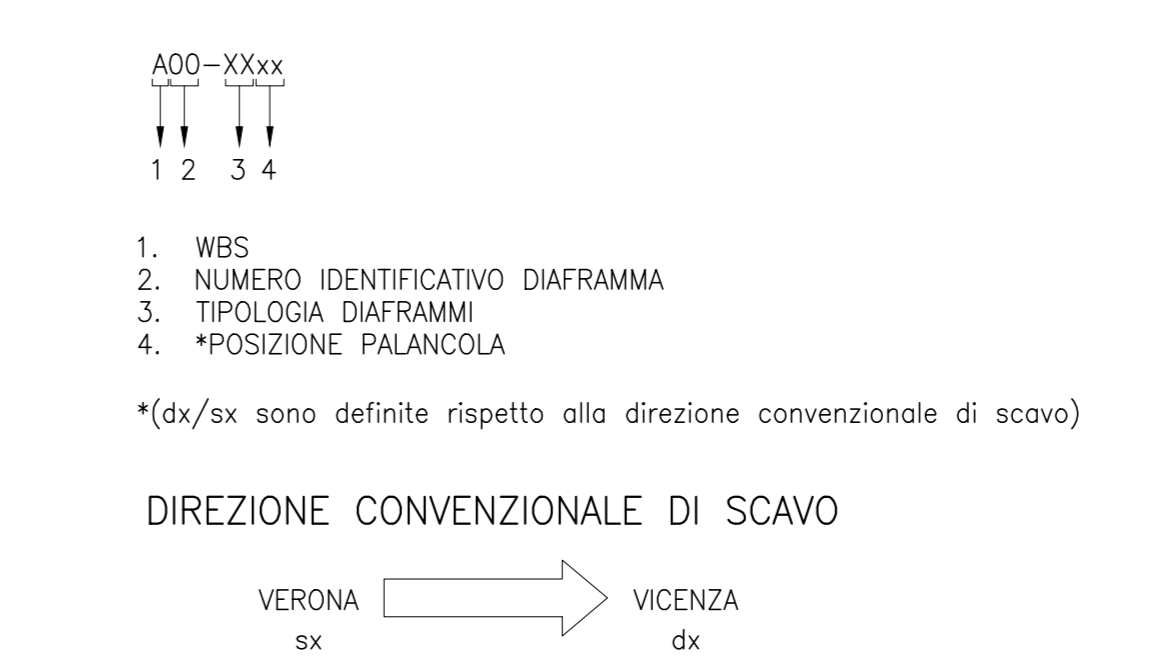 A00-XXxx
1 2 3 4
1. WBS
2. NUMERO IDENTIFICATIVO DIAFRAMMA
3. TIPOLOGIA DIAFRAMMI
4. *POSIZIONE PALANCOLA
*(dx/sx sono definite rispetto alla direzione convenzionale di scavo)
DIREZIONE CONVENZIONALE DI SCAVO
VERONA VICENZA
sx dx